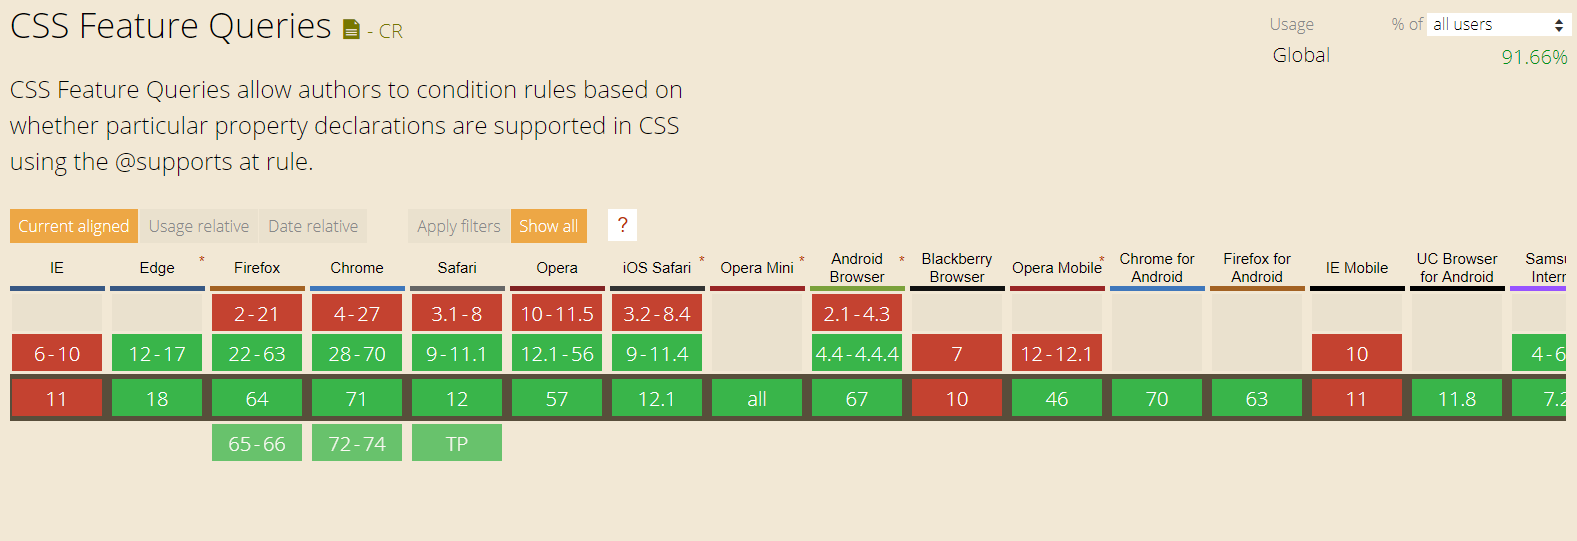 CSS Feature Queries - CR
Usage % of all users
Global 91.66%
CSS Feature Queries allow authors to condition rules based on
whether particular property declarations are supported in CSS
using the @supports at rule.
Current aligned Usage relative Date relative Apply filters Show all ?
IE Edge * Firefox Chrome Safari Opera iOS Safari * Opera Mini * Android Browser * Blackberry Browser Opera Mobile * Chrome for Android Firefox for Android IE Mobile UC Browser for Android
2-21 4-27 3.1-8 10-11.5 3.2-8.4 2.1-4.3
6-10 12-17 22-63 28-70 9-11.1 12.1-56 9-11.4 4.4-4.4.4 7 12-12.1 10 4-6
11 18 64 71 12 57 12.1 all 67 10 46 70 63 11 11.8 7.2
65-66 72-74 TP